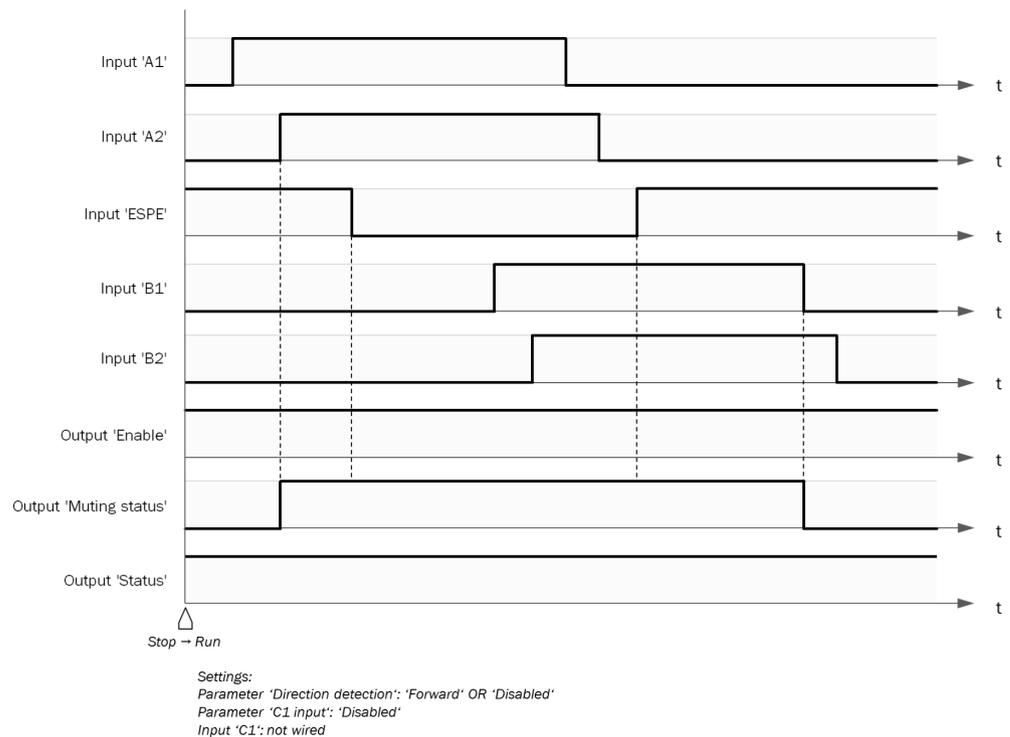 Input 'A1'
t
Input 'A2'
t
Input 'ESPE'
t
Input 'B1'
t
Input 'B2'
t
Output 'Enable'
t
Output 'Muting status'
t
Output 'Status'
t
Stop → Run
Settings:
Parameter ‘Direction detection‘: ‘Forward‘ OR ‘Disabled‘
Parameter ‘C1 input‘: ‘Disabled‘
Input ‘C1‘: not wired